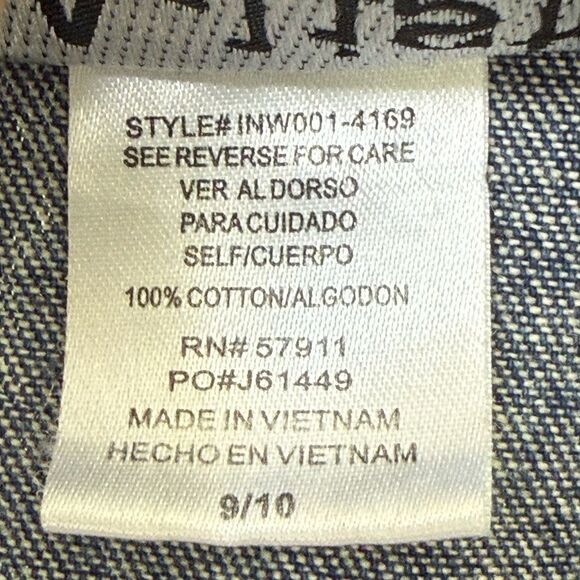 STYLE# INW001-4169
SEE REVERSE FOR CARE
VER AL DORSO
PARA CUIDADO
SELF/CUERPO
100% COTTON/ALGODON
RN# 57911
PO#J61449
MADE IN VIETNAM
HECHO EN VIETNAM
9/10